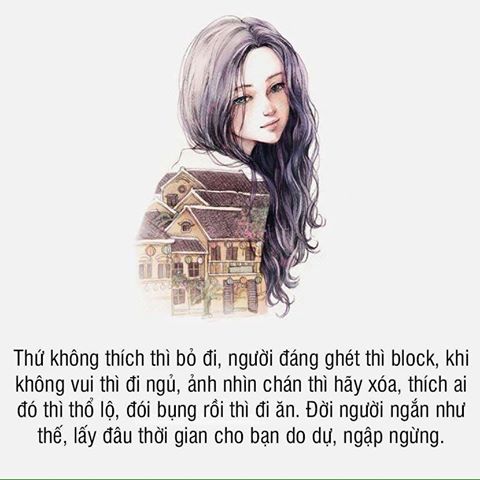 Thứ không thích thì bỏ đi, người đáng ghét thì block, khi
không vui thì đi ngủ, ảnh nhìn chán thì hãy xóa, thích ai
đó thì thổ lộ, đói bụng rồi thì đi ăn. Đời người ngắn như
thế, lấy đâu thời gian cho bạn do dự, ngập ngừng.